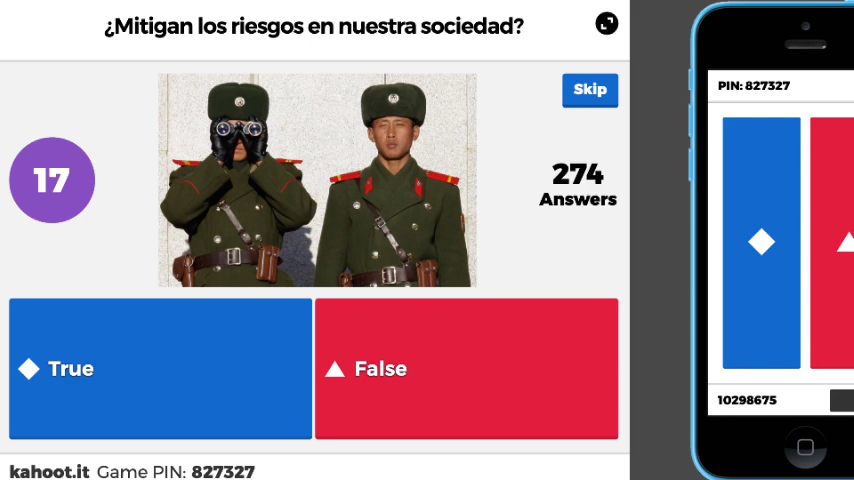 ¿Mitigan los riesgos en nuestra sociedad?
Skip
17
274
Answers
True
False
kahoot.it Game PIN: 827327
PIN: 827327
10298675